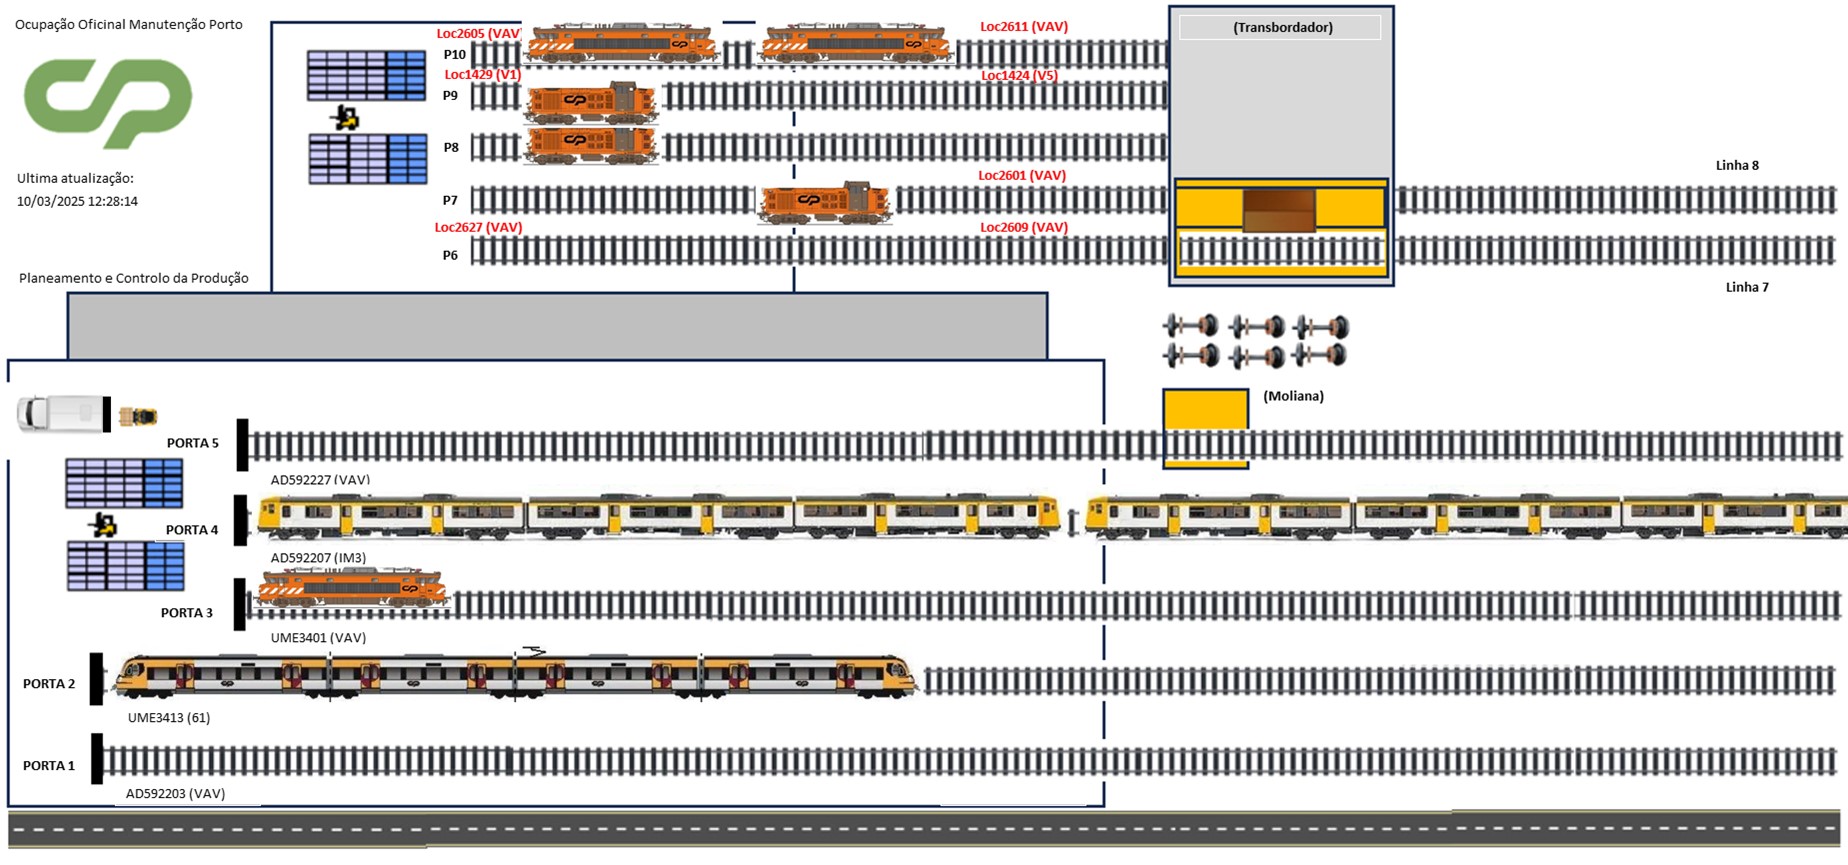 Ocupação Oficinal Manutenção Porto
Loc2605 (VAV)
Loc2611 (VAV)
(Transbordador)
P10
Loc1429 (V1)
Loc1424 (V5)
P9
P8
Ultima atualização:
10/03/2025 12:28:14
Loc2601 (VAV)
Linha 8
P7
Loc2627 (VAV)
Loc2609 (VAV)
P6
Planeamento e Controlo da Produção
Linha 7
(Moliana)
PORTA 5
AD592227 (VAV)
PORTA 4
AD592207 (IM3)
PORTA 3
UME3401 (VAV)
PORTA 2
UME3413 (61)
PORTA 1
AD592203 (VAV)